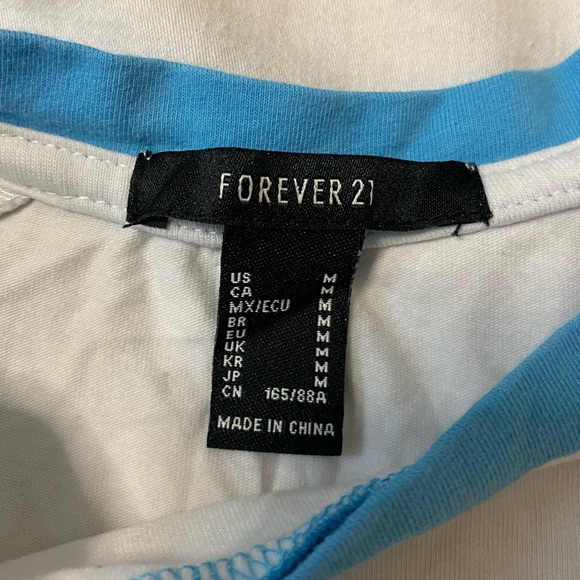 FOREVER 21
US M
CA M
MX/ECU M
BR M
EU M
UK M
KR M
JP M
CN 165/88A
MADE IN CHINA